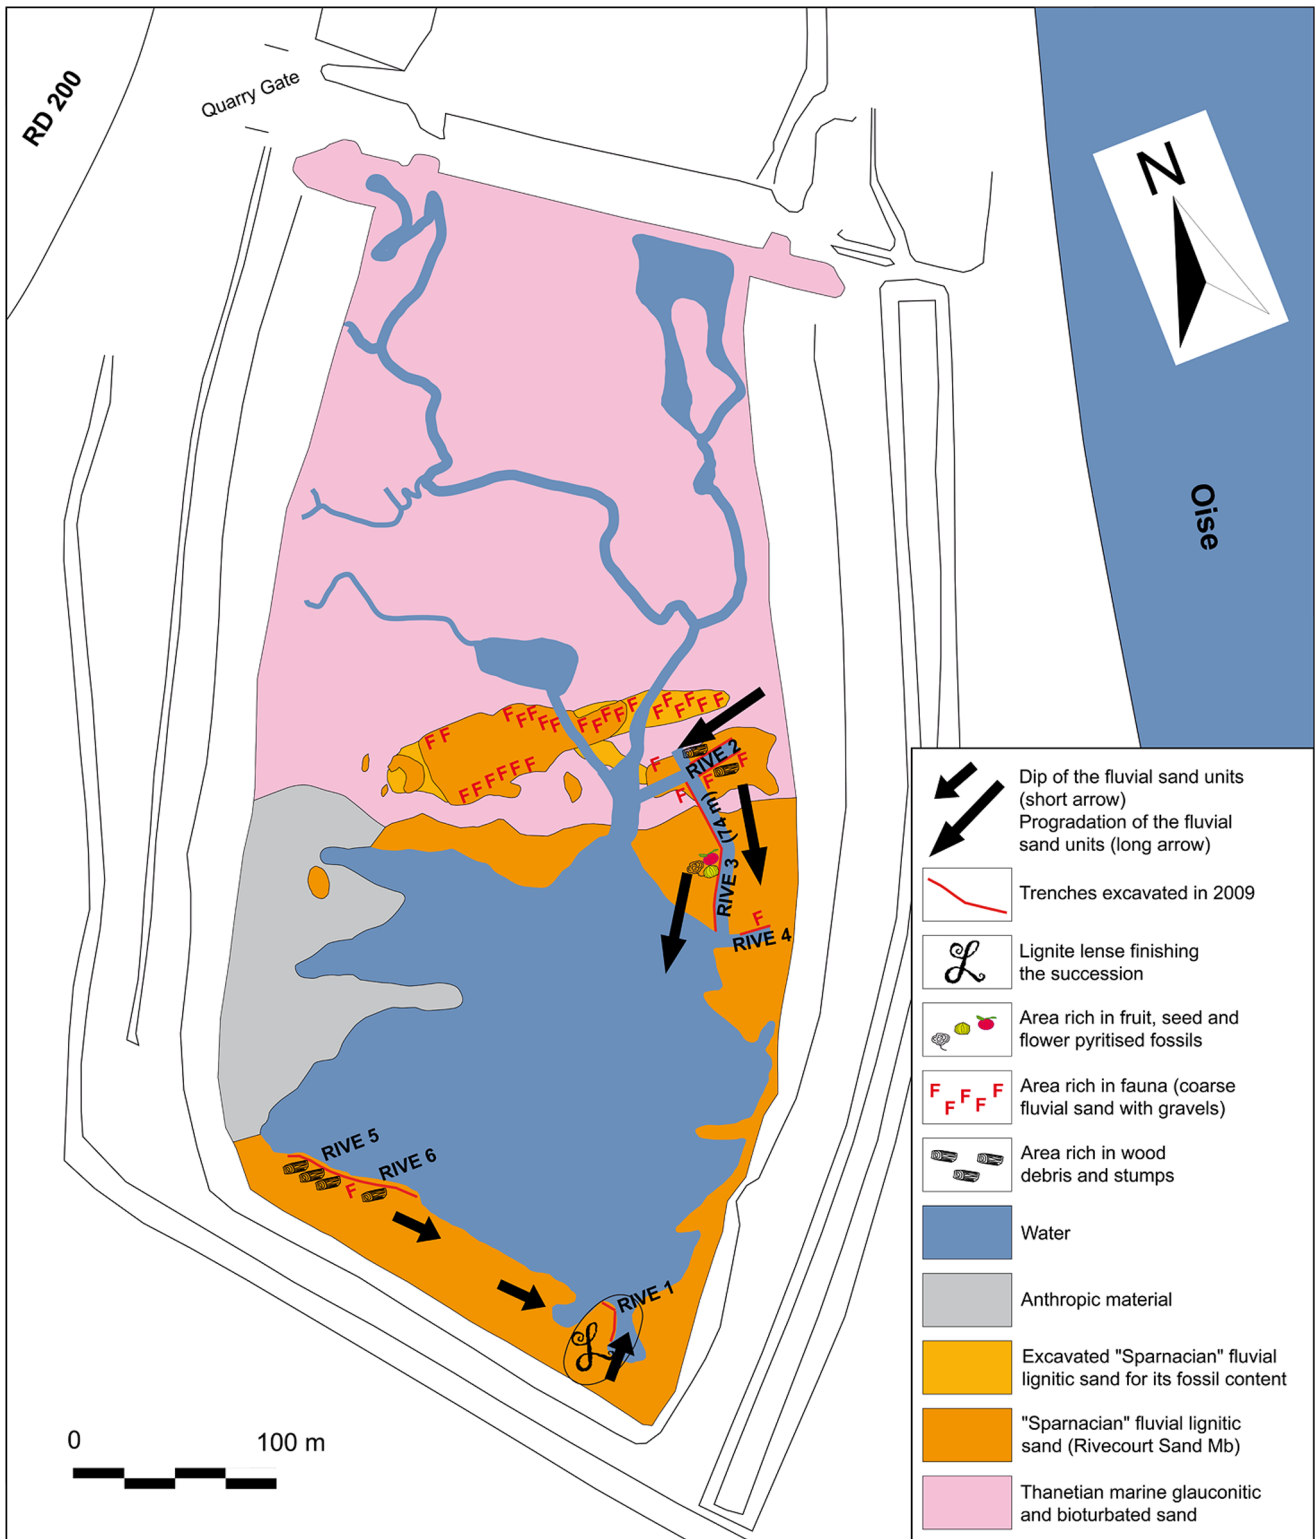 RD 200
Quarry Gate
N
Oise
F F F F F F F F F F F F F F F F F F
F F F F F F
F RIVE 2 F
F F
RIVE 3 (74 m)
F
RIVE 4
RIVE 5
F RIVE 6
RIVE 1
L
0 100 m
Dip of the fluvial sand units
(short arrow)
Progradation of the fluvial
sand units (long arrow)
Trenches excavated in 2009
L
Lignite lense finishing
the succession
Area rich in fruit, seed and
flower pyritised fossils
F F F F F
Area rich in fauna (coarse
fluvial sand with gravels)
Area rich in wood
debris and stumps
Water
Anthropic material
Excavated "Sparnacian" fluvial
lignitic sand for its fossil content
"Sparnacian" fluvial lignitic
sand (Rivecourt Sand Mb)
Thanetian marine glauconitic
and bioturbated sand